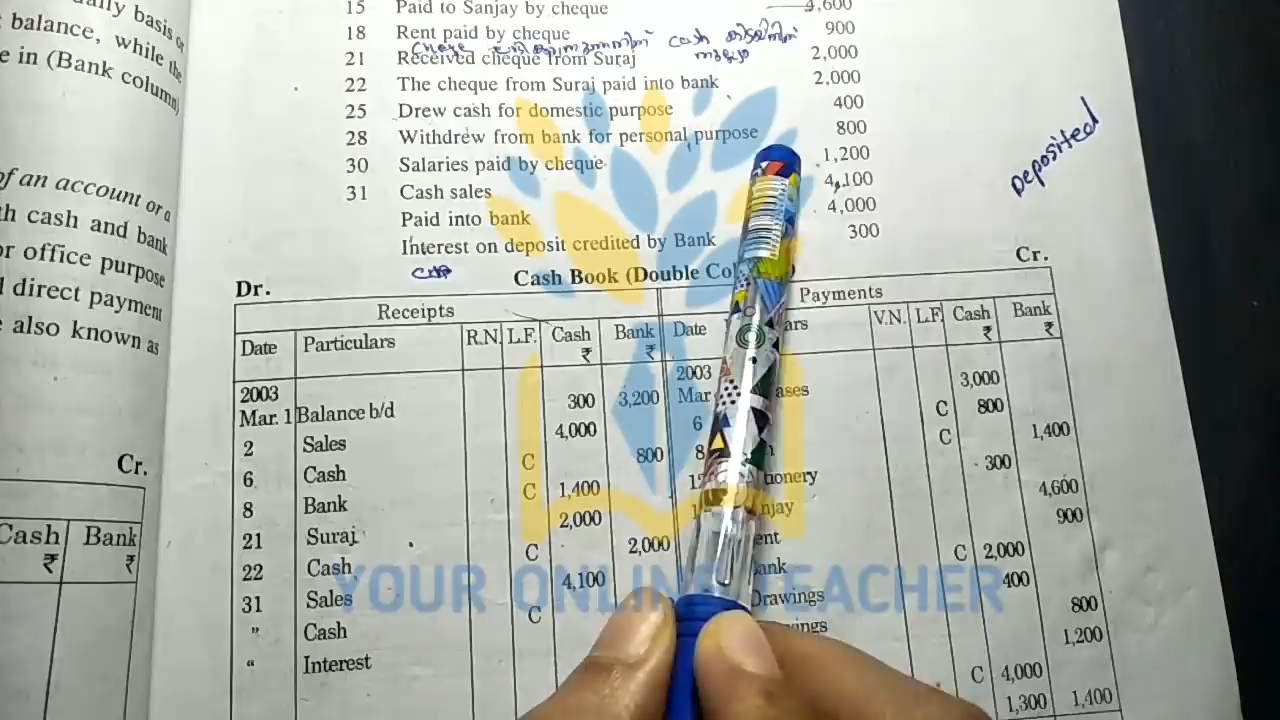 ally basis or
balance, while the
e in (Bank column)
of an account or a
th cash and bank
or office purpose
d direct payment
e also known as
Cr.
Cash Bank
₹ ₹
15 Paid to Sanjay by cheque 4,600
18 Rent paid by cheque 900
cash
21 Received cheque from Suraj 2,000
22 The cheque from Suraj paid into bank 2,000
25 Drew cash for domestic purpose 400
28 Withdrew from bank for personal purpose 800
30 Salaries paid by cheque 1,200
31 Cash sales 4,100
Paid into bank 4,000
Interest on deposit credited by Bank 300
Deposited
Dr. Cash Book (Double Col Cr.
Receipts Payments
Date Particulars R.N. L.F. Cash Bank Date ars V.N. L.F. Cash Bank
₹ ₹ ₹ ₹
2003 2003
Mar. 1 Balance b/d 300 3,200 Mar ases 3,000
2 Sales 4,000 6 C 800
6 Cash C 800 8 C 1,400
8 Bank C 1,400 tionery 300
21 Suraj 2,000 njay 4,600
22 Cash C 2,000 ent 900
31 Sales 4,100 ank C 2,000
" Cash C Drawings 400
“ Interest wings 800
1,200
C 4,000
1,300 1,400
YOUR ONLINE TEACHER